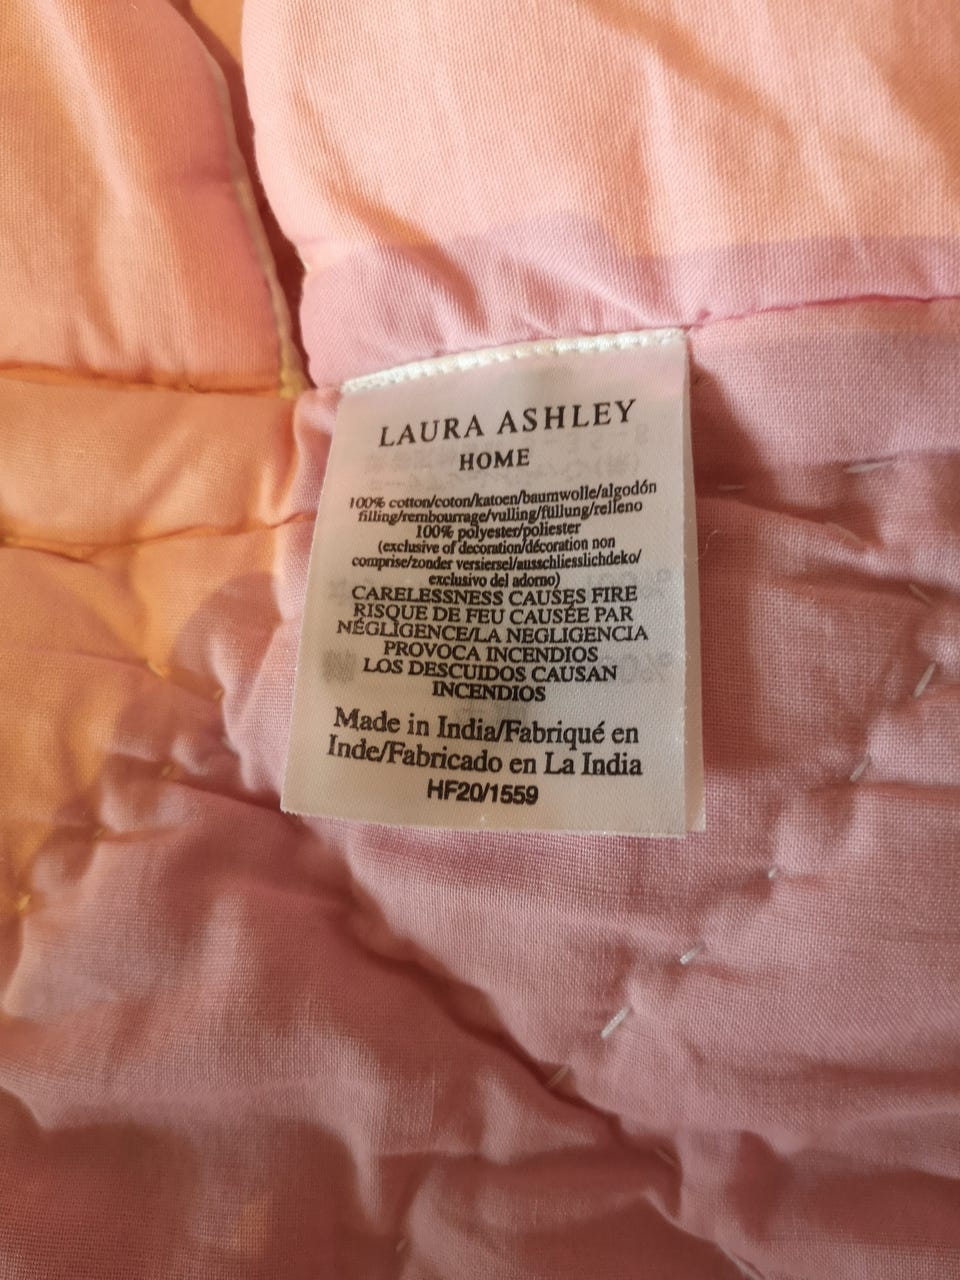 LAURA ASHLEY
HOME
100% cotton/coton/katoen/baumwolle/algodón
filling/rembourrage/vulling/füllung/relleno
100% polyester/poliester
(exclusive of decoration/décoration non
comprise/zonder versiersel/ausschliesslichdeko/
exclusivo del adorno)
CARELESSNESS CAUSES FIRE
RISQUE DE FEU CAUSÉE PAR
NÉGLIGENCE/LA NEGLIGENCIA
PROVOCA INCENDIOS
LOS DESCUIDOS CAUSAN
INCENDIOS
Made in India/Fabriqué en
Inde/Fabricado en La India
HF20/1559